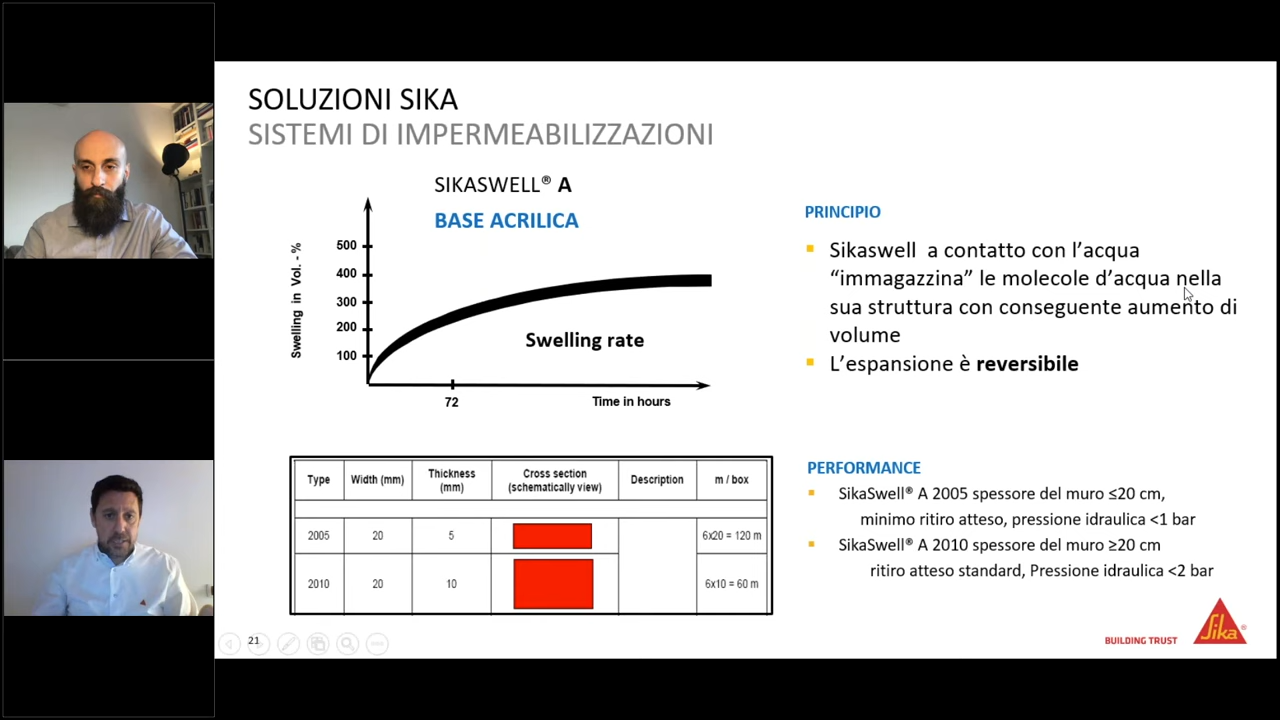 SOLUZIONI SIKA
SISTEMI DI IMPERMEABILIZZAZIONI
SIKASWELL® A
BASE ACRILICA
Swelling in Vol. - %
500
400
300
200
100
Swelling rate
72
Time in hours
PRINCIPIO
Sikaswell a contatto con l’acqua
“immagazzina” le molecole d’acqua nella
sua struttura con conseguente aumento di
volume
L’espansione è reversibile
Type Width (mm) Thickness (mm) Cross section (schematically view) Description m / box
2005 20 5 6x20 = 120 m
2010 20 10 6x10 = 60 m
PERFORMANCE
SikaSwell® A 2005 spessore del muro ≤20 cm,
minimo ritiro atteso, pressione idraulica <1 bar
SikaSwell® A 2010 spessore del muro ≥20 cm
ritiro atteso standard, Pressione idraulica <2 bar
21
BUILDING TRUST
Sika®